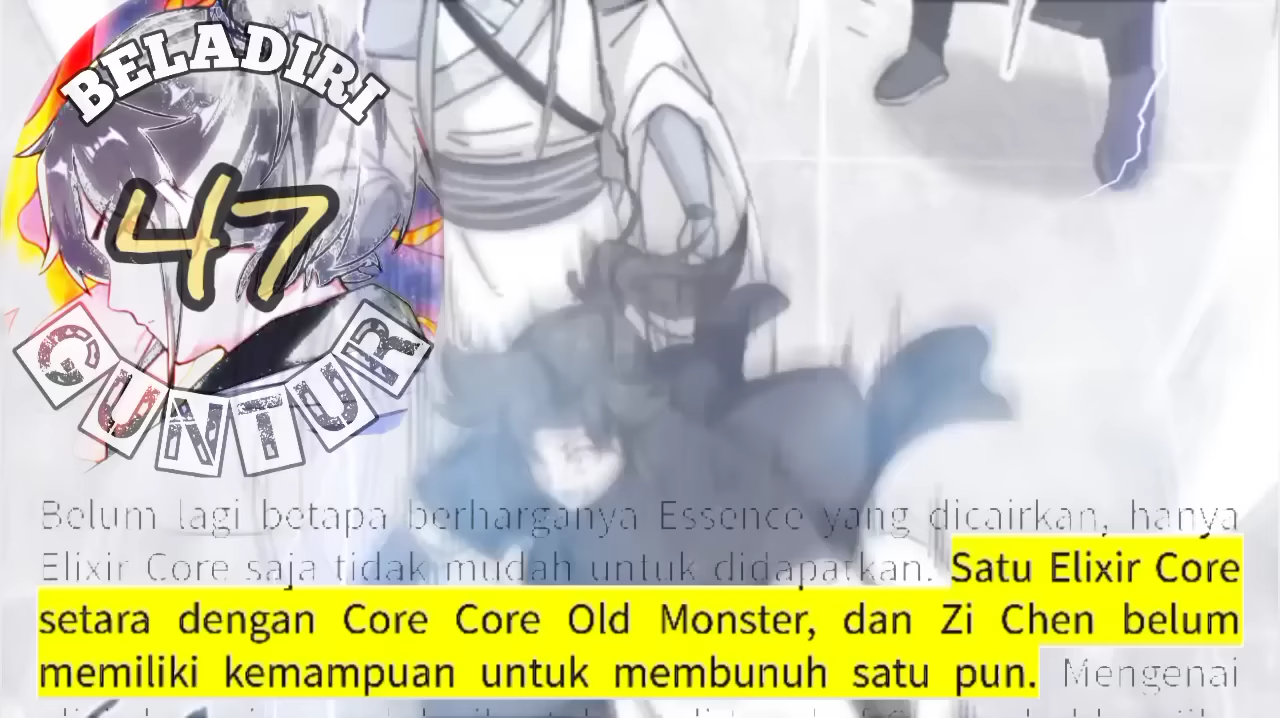 BELADIRI
47
GUNTUR
Belum lagi betapa berharganya Essence yang dicairkan, hanya
Elixir Core saja tidak mudah untuk didapatkan. Satu Elixir Core
setara dengan Core Core Old Monster, dan Zi Chen belum
memiliki kemampuan untuk membunuh satu pun. Mengenai